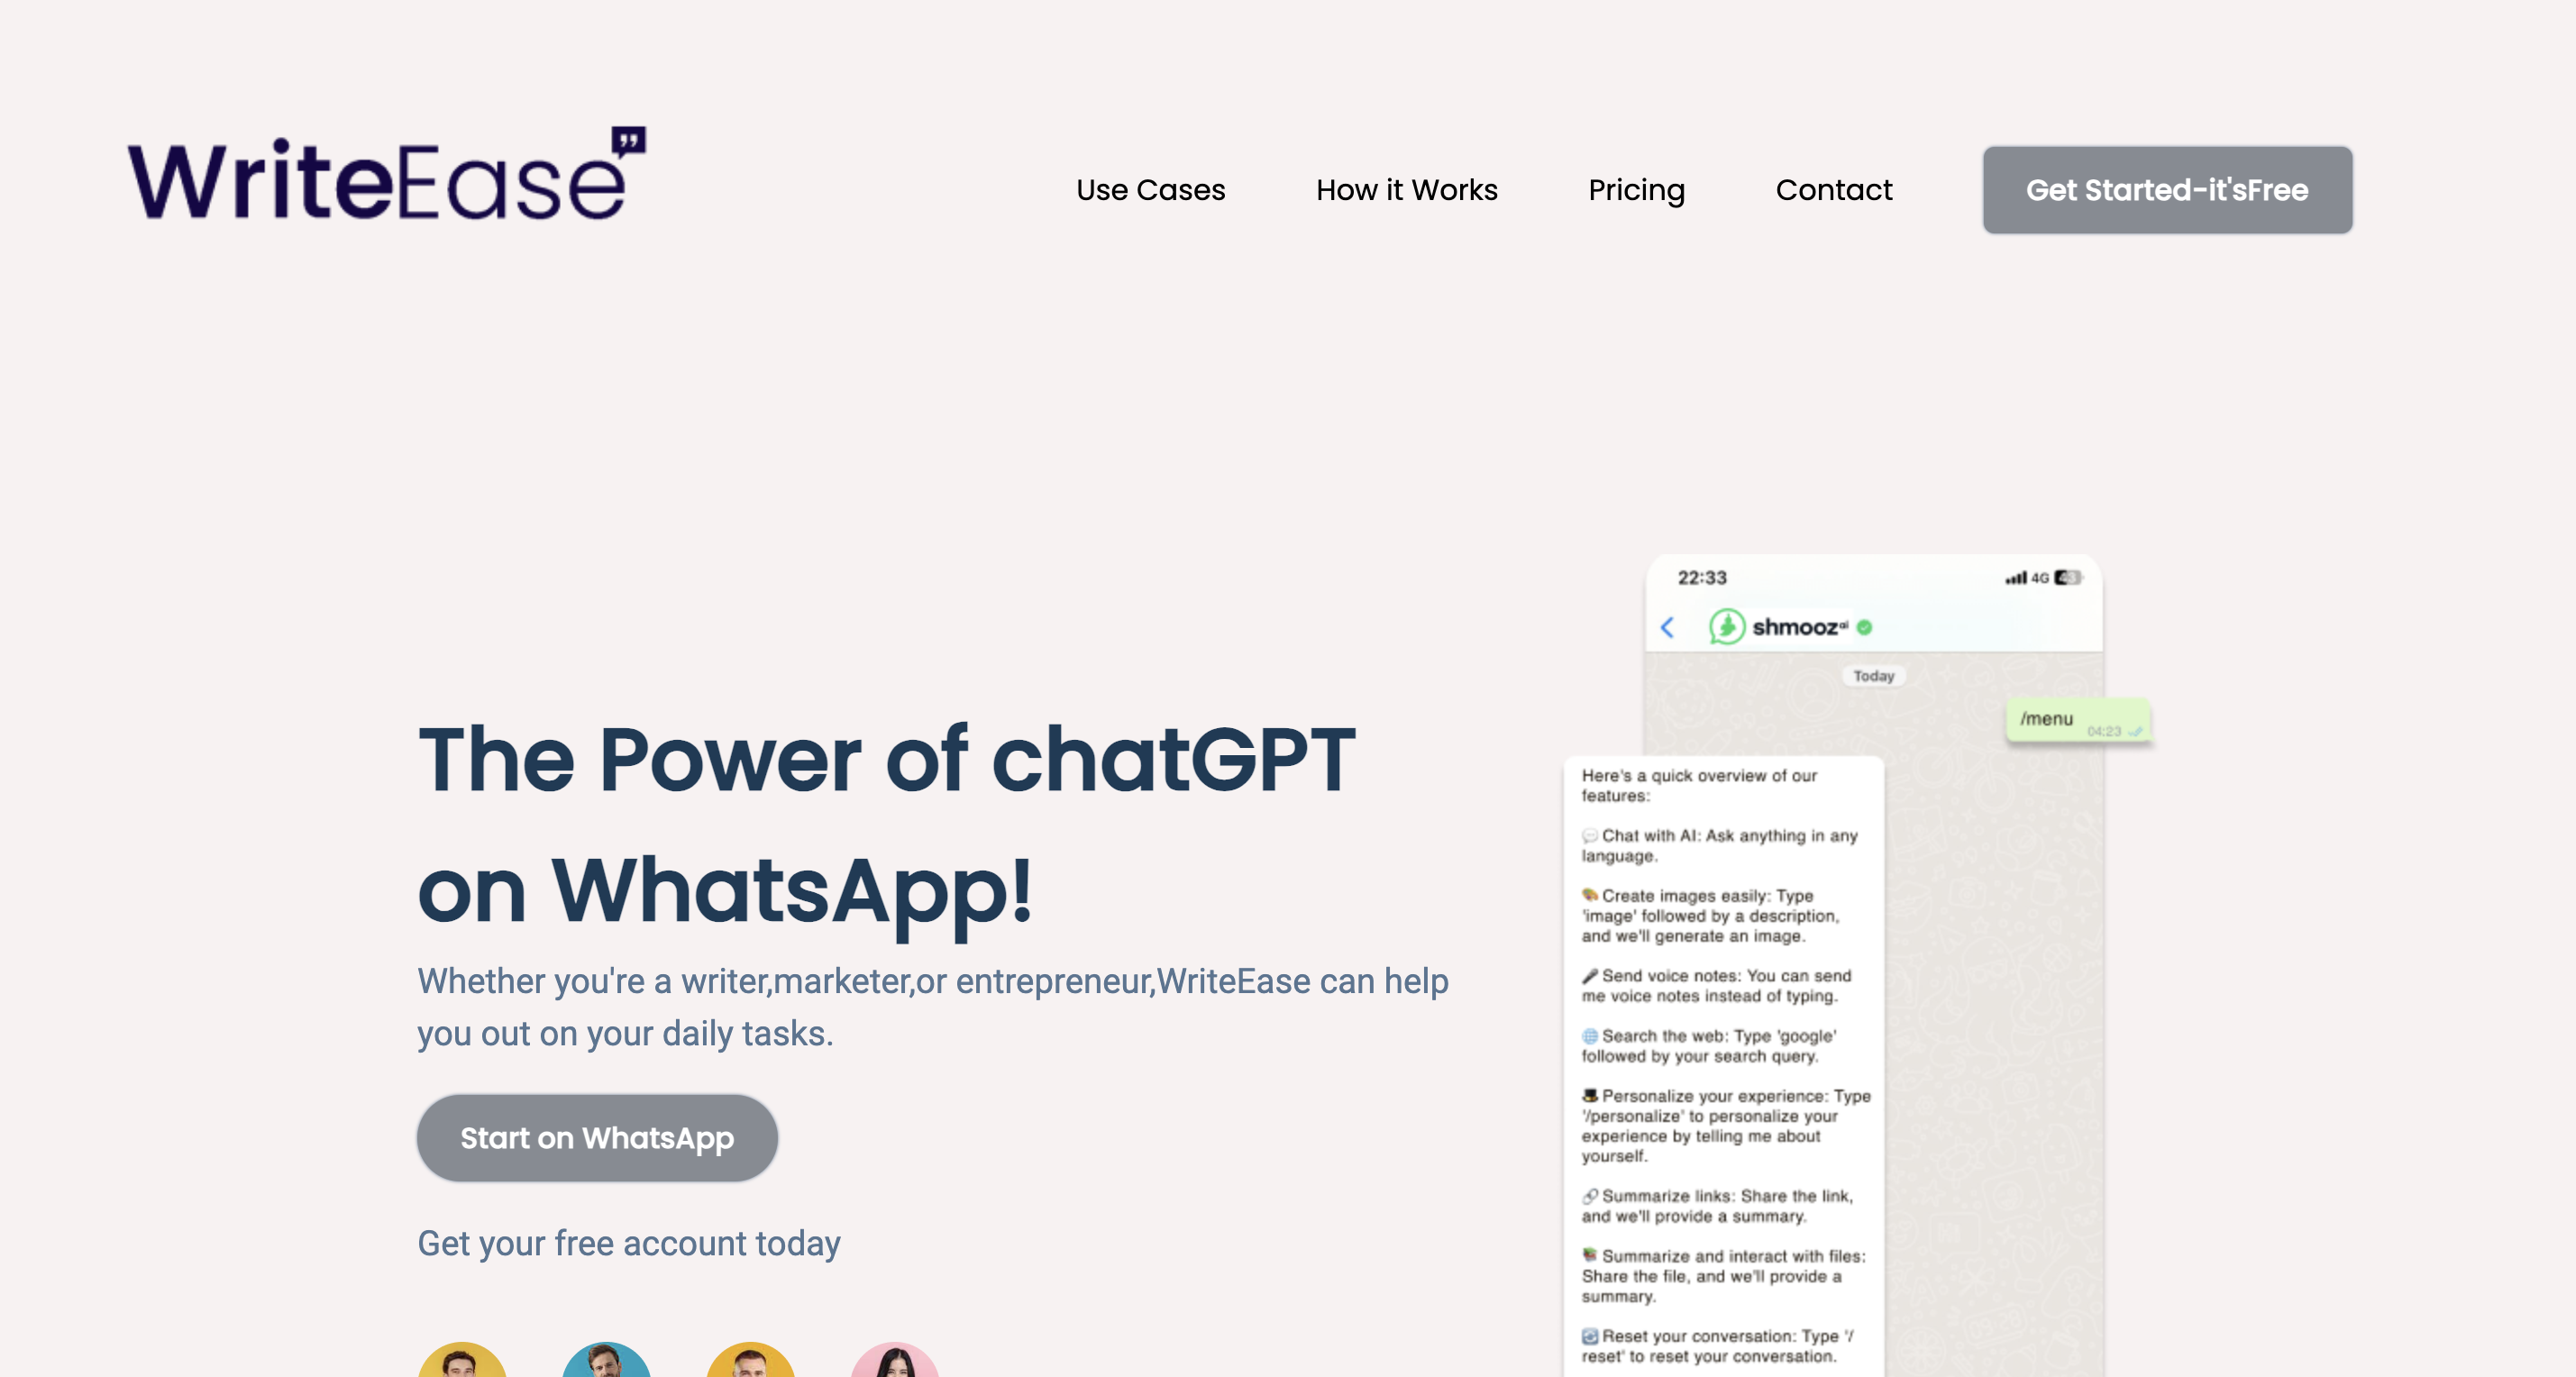 WriteEase
Use Cases
How it Works
Pricing
Contact
Get Started-it'sFree
The Power of chatGPT
on WhatsApp!
Whether you're a writer,marketer,or entrepreneur,WriteEase can help
you out on your daily tasks.
Start on WhatsApp
Get your free account today
22:33
4G
shmooz ai
Today
/menu
04:23
Here's a quick overview of our
features:
💬 Chat with AI: Ask anything in any
language.
🎨 Create images easily: Type
'image' followed by a description,
and we'll generate an image.
🎤 Send voice notes: You can send
me voice notes instead of typing.
🌐 Search the web: Type 'google'
followed by your search query.
🎩 Personalize your experience: Type
'/personalize' to personalize your
experience by telling me about
yourself.
🔗 Summarize links: Share the link,
and we'll provide a summary.
📚 Summarize and interact with files:
Share the file, and we'll provide a
summary.
🔄 Reset your conversation: Type '/
reset' to reset your conversation.